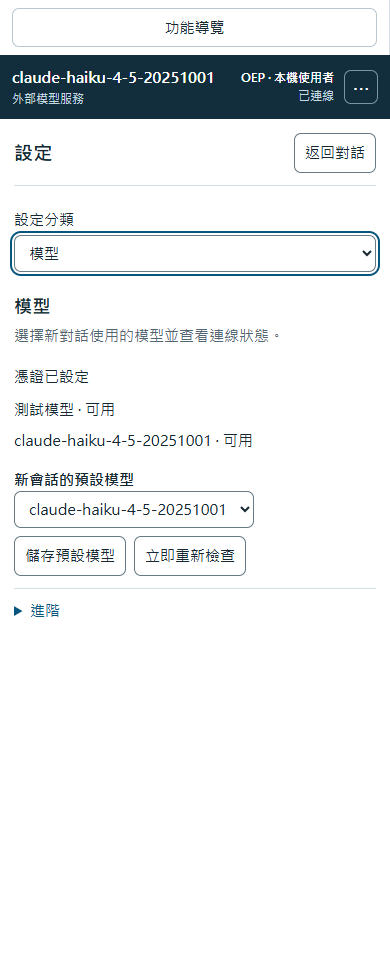 功能導覽
claude-haiku-4-5-20251001
OEP · 本機使用者
...
外部模型服務
已連線
設定
返回對話
設定分類
模型
模型
選擇新對話使用的模型並查看連線狀態。
憑證已設定
測試模型 · 可用
claude-haiku-4-5-20251001 · 可用
新會話的預設模型
claude-haiku-4-5-20251001
儲存預設模型
立即重新檢查
進階